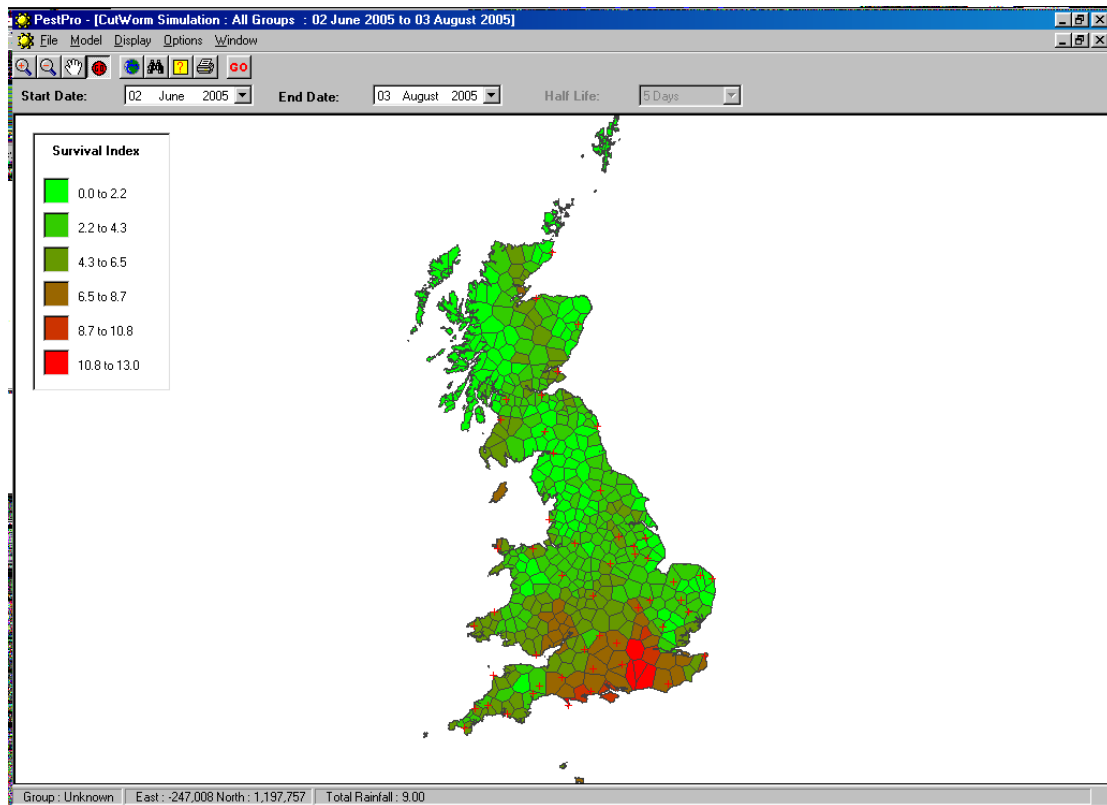 PestPro - [CutWorm Simulation : All Groups : 02 June 2005 to 03 August 2005]
File Model Display Options Window
GO
Start Date: 02 June 2005 End Date: 03 August 2005 Half Life: 5 Days
Survival Index
0.0 to 2.2
2.2 to 4.3
4.3 to 6.5
6.5 to 8.7
8.7 to 10.8
10.8 to 13.0
Group : Unknown East : -247,008 North : 1,197,757 Total Rainfall : 9.00